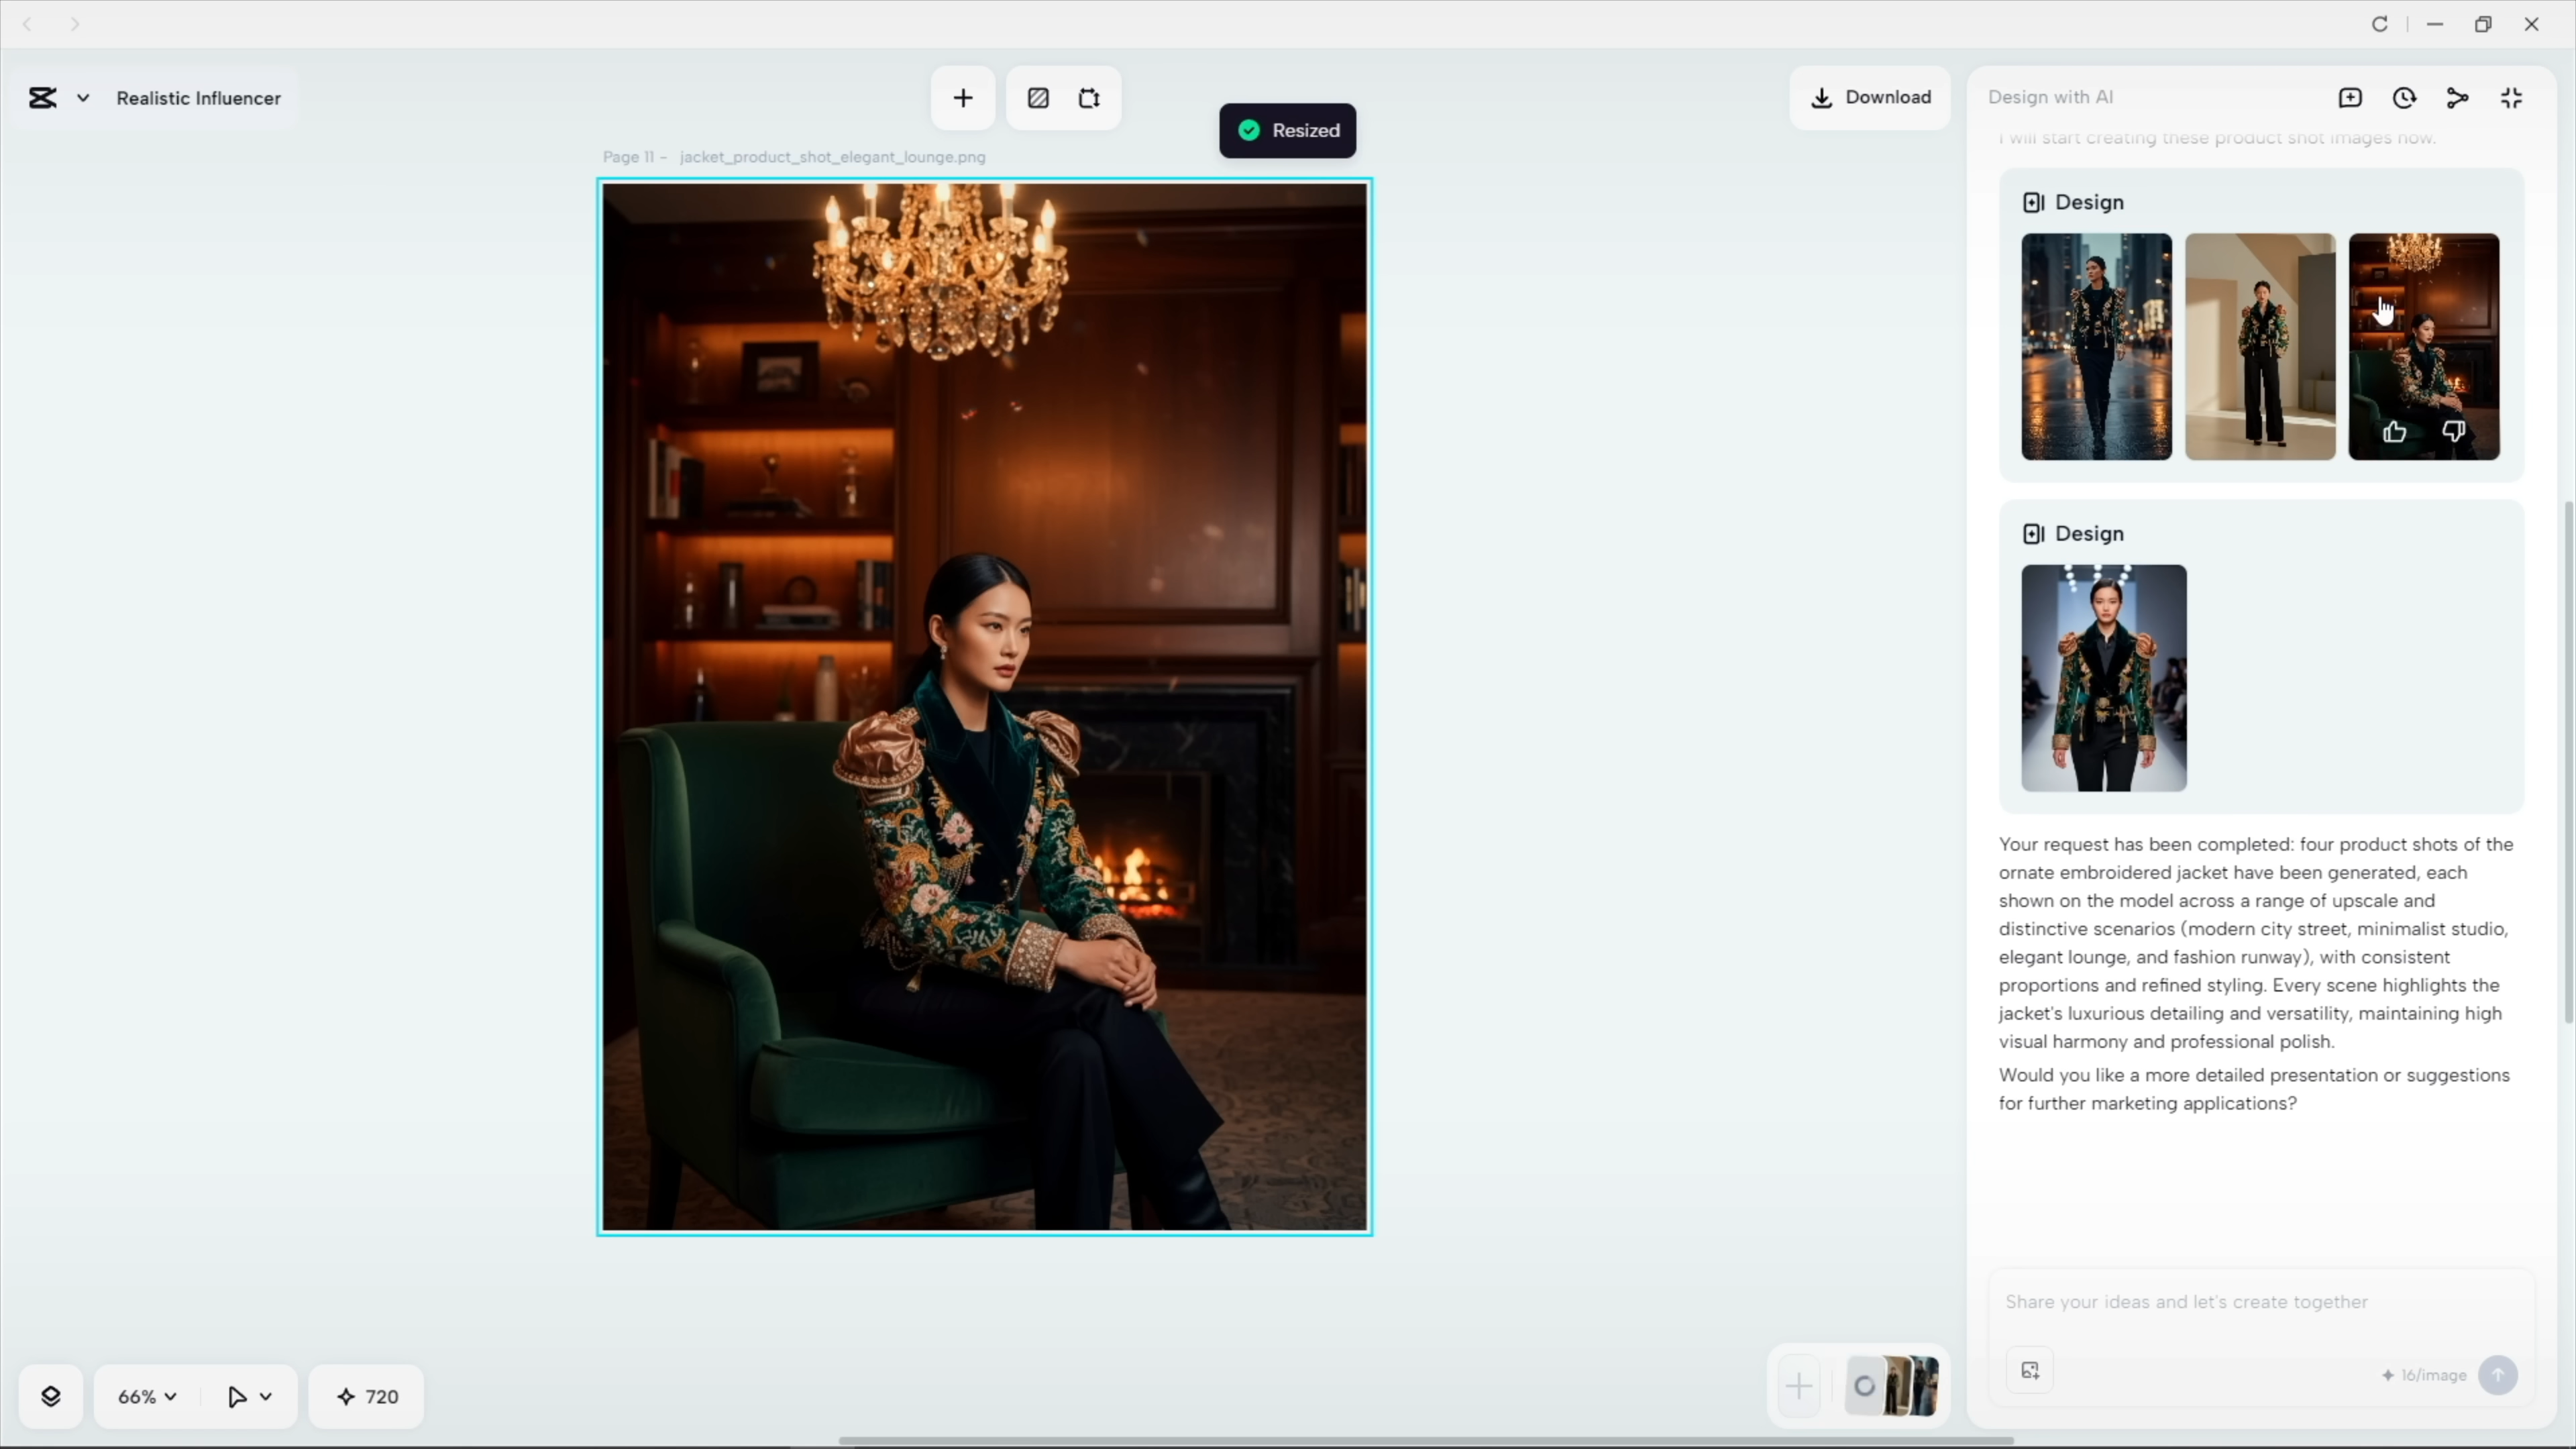 Realistic Influencer
Resized
Download
Page 11 - jacket_product_shot_elegant_lounge.png
Design with AI
I will start creating these product shot images now.
Design
Design
Your request has been completed: four product shots of the
ornate embroidered jacket have been generated, each
shown on the model across a range of upscale and
distinctive scenarios (modern city street, minimalist studio,
elegant lounge, and fashion runway), with consistent
proportions and refined styling. Every scene highlights the
jacket's luxurious detailing and versatility, maintaining high
visual harmony and professional polish.
Would you like a more detailed presentation or suggestions
for further marketing applications?
Share your ideas and let's create together
16/image
66%
720